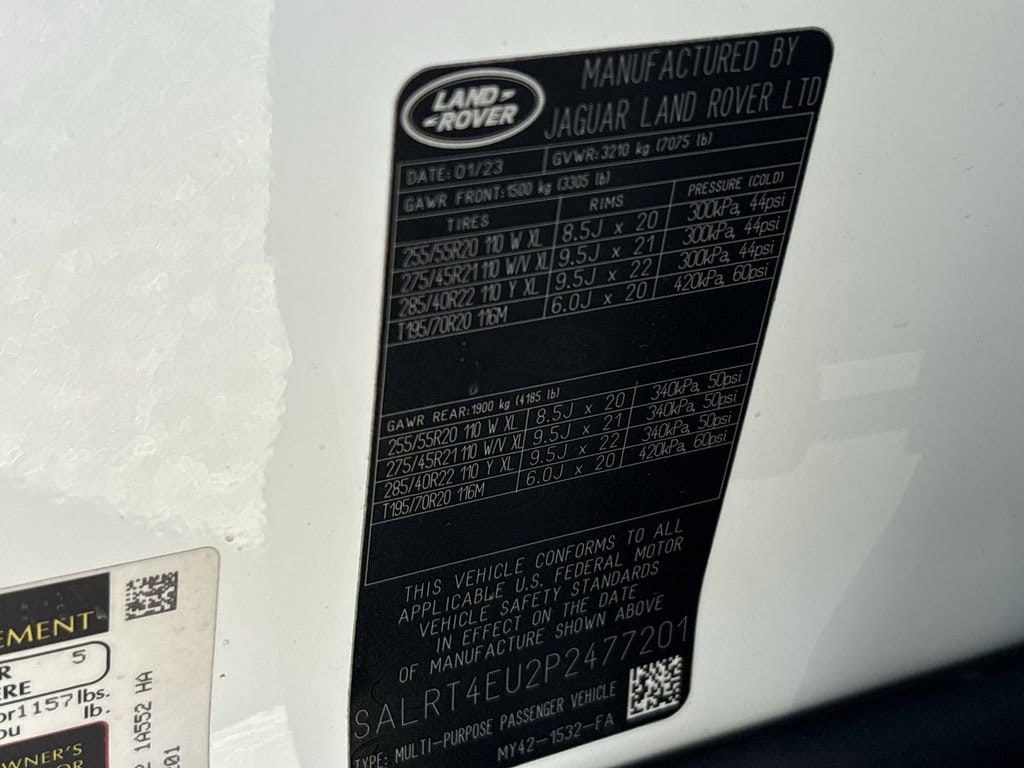 LAND-
-ROVER
MANUFACTURED BY
JAGUAR LAND ROVER LTD
DATE: 01/23 GVWR: 3210 kg (7075 lb)
GAWR FRONT: 1500 kg (3305 lb)
TIRES RIMS PRESSURE (COLD)
255/55R20 110 W XL 8.5J x 20 300kPa, 44psi
275/45R21 110 W/V XL 9.5J x 21 300kPa, 44psi
285/40R22 110 Y XL 9.5J x 22 300kPa, 44psi
T195/70R20 116M 6.0J x 20 420kPa, 60psi
GAWR REAR: 1900 kg (4185 lb)
255/55R20 110 W XL 8.5J x 20 340kPa, 50psi
275/45R21 110 W/V XL 9.5J x 21 340kPa, 50psi
285/40R22 110 Y XL 9.5J x 22 340kPa, 50psi
T195/70R20 116M 6.0J x 20 420kPa, 60psi
THIS VEHICLE CONFORMS TO ALL
APPLICABLE U.S. FEDERAL MOTOR
VEHICLE SAFETY STANDARDS
IN EFFECT ON THE DATE
OF MANUFACTURE SHOWN ABOVE
SALRT4EU2P2477201
TYPE: MULTI-PURPOSE PASSENGER VEHICLE
MY42-1532-FA
EMENT
R 5
ERE
or 1157 lbs.
ou lb.
WNER'S
OR
2 1A552 HA
201